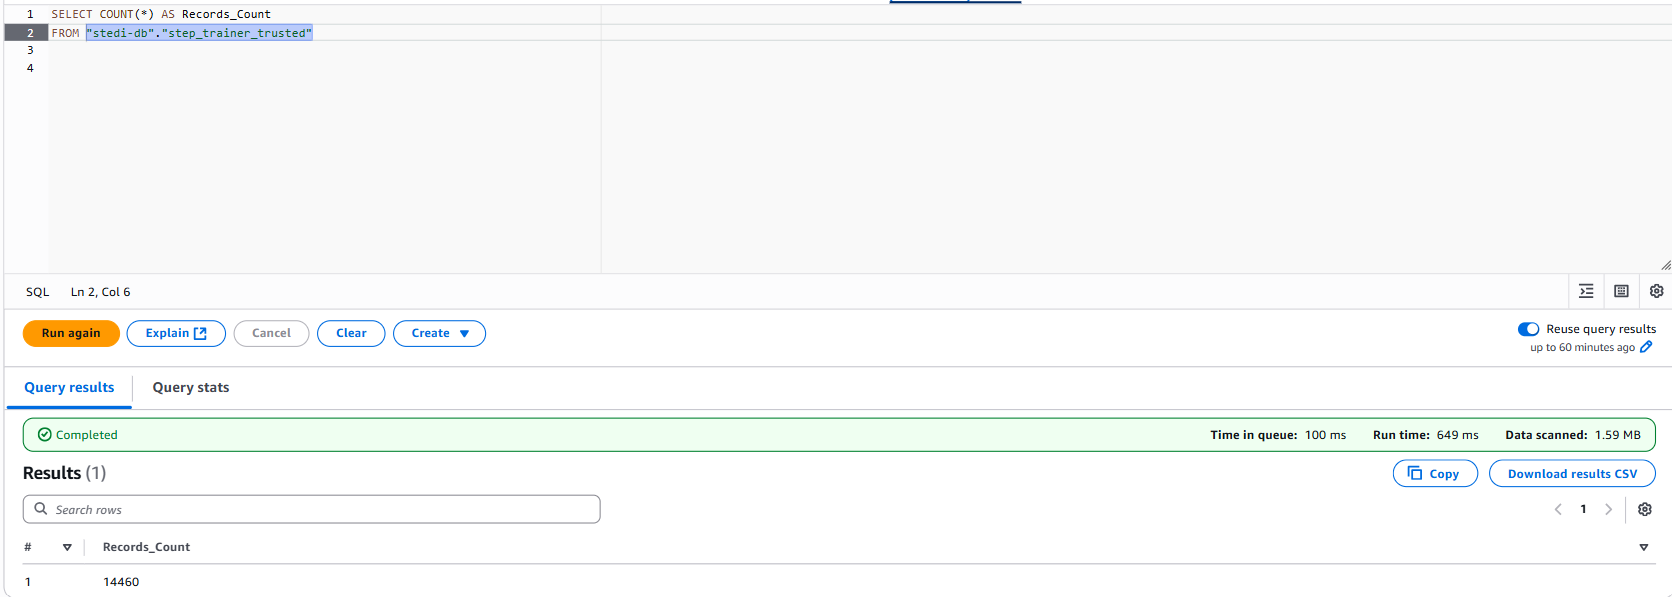 1 SELECT COUNT(*) AS Records_Count
2 FROM "stedi-db"."step_trainer_trusted"
3
4
SQL Ln 2, Col 6
Run again Explain Cancel Clear Create Reuse query results
up to 60 minutes ago
Query results Query stats
Completed Time in queue: 100 ms Run time: 649 ms Data scanned: 1.59 MB
Results (1) Copy Download results CSV
Search rows 1
# Records_Count
1 14460